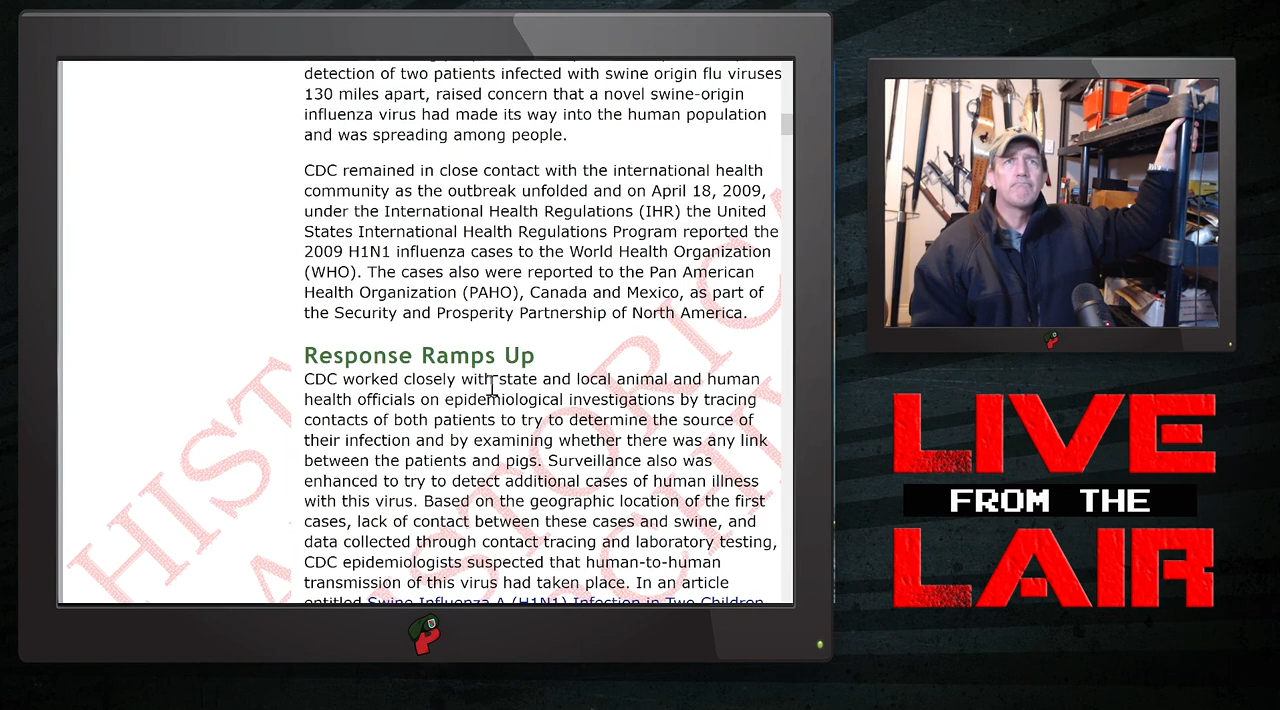 detection of two patients infected with swine origin flu viruses
130 miles apart, raised concern that a novel swine-origin
influenza virus had made its way into the human population
and was spreading among people.
CDC remained in close contact with the international health
community as the outbreak unfolded and on April 18, 2009,
under the International Health Regulations (IHR) the United
States International Health Regulations Program reported the
2009 H1N1 influenza cases to the World Health Organization
(WHO). The cases also were reported to the Pan American
Health Organization (PAHO), Canada and Mexico, as part of
the Security and Prosperity Partnership of North America.
Response Ramps Up
CDC worked closely with state and local animal and human
health officials on epidemiological investigations by tracing
contacts of both patients to try to determine the source of
their infection and by examining whether there was any link
between the patients and pigs. Surveillance also was
enhanced to try to detect additional cases of human illness
with this virus. Based on the geographic location of the first
cases, lack of contact between these cases and swine, and
data collected through contact tracing and laboratory testing,
CDC epidemiologists suspected that human-to-human
transmission of this virus had taken place. In an article
entitled Swine Influenza A (H1N1) Infection in Two Children
LIVE
FROM THE
LAIR